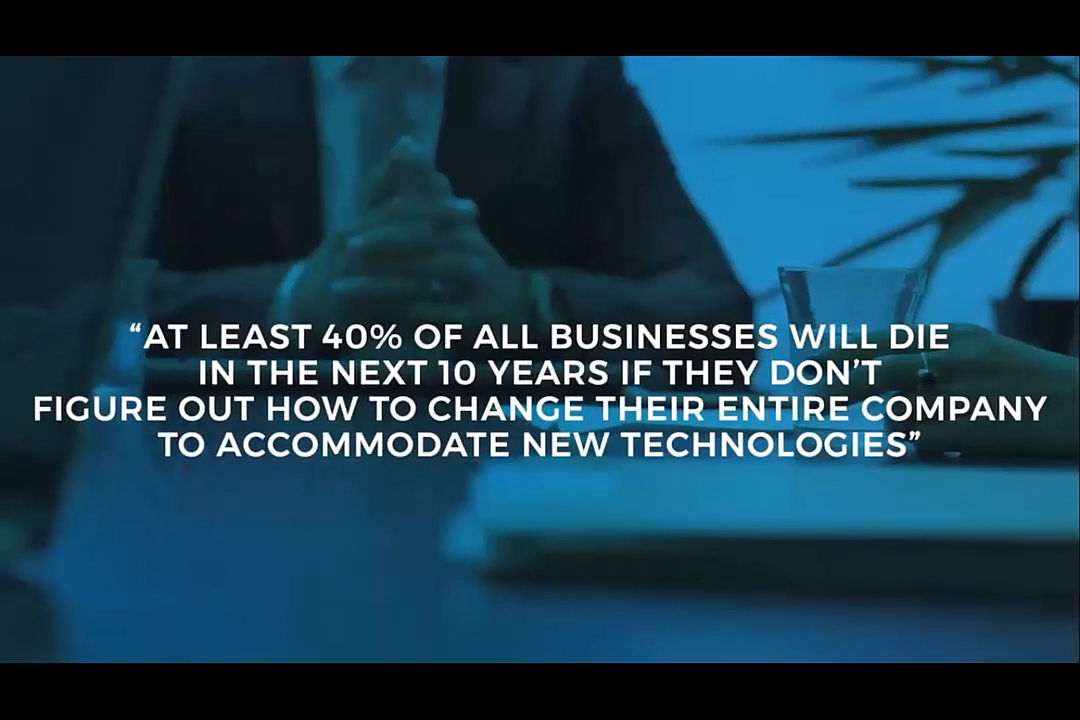 “AT LEAST 40% OF ALL BUSINESSES WILL DIE
IN THE NEXT 10 YEARS IF THEY DON’T
FIGURE OUT HOW TO CHANGE THEIR ENTIRE COMPANY
TO ACCOMMODATE NEW TECHNOLOGIES”